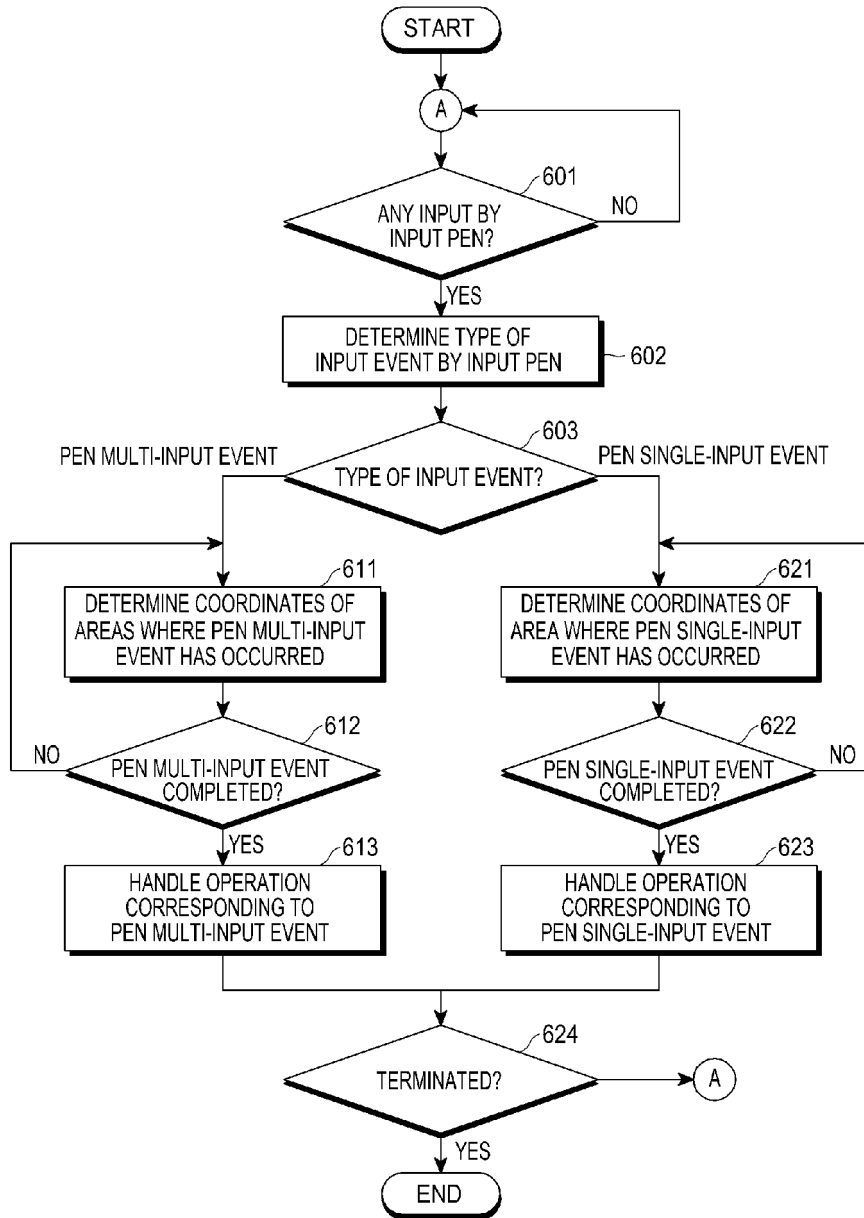 START
A
601
ANY INPUT BY
INPUT PEN?
NO
YES
DETERMINE TYPE OF
INPUT EVENT BY INPUT PEN
602
603
PEN MULTI-INPUT EVENT
TYPE OF INPUT EVENT?
PEN SINGLE-INPUT EVENT
611
DETERMINE COORDINATES OF
AREAS WHERE PEN MULTI-INPUT
EVENT HAS OCCURRED
621
DETERMINE COORDINATES OF
AREA WHERE PEN SINGLE-INPUT
EVENT HAS OCCURRED
612
NO
PEN MULTI-INPUT EVENT
COMPLETED?
YES
622
PEN SINGLE-INPUT EVENT
COMPLETED?
NO
YES
613
HANDLE OPERATION
CORRESPONDING TO
PEN MULTI-INPUT EVENT
623
HANDLE OPERATION
CORRESPONDING TO
PEN SINGLE-INPUT EVENT
624
TERMINATED?
A
YES
END